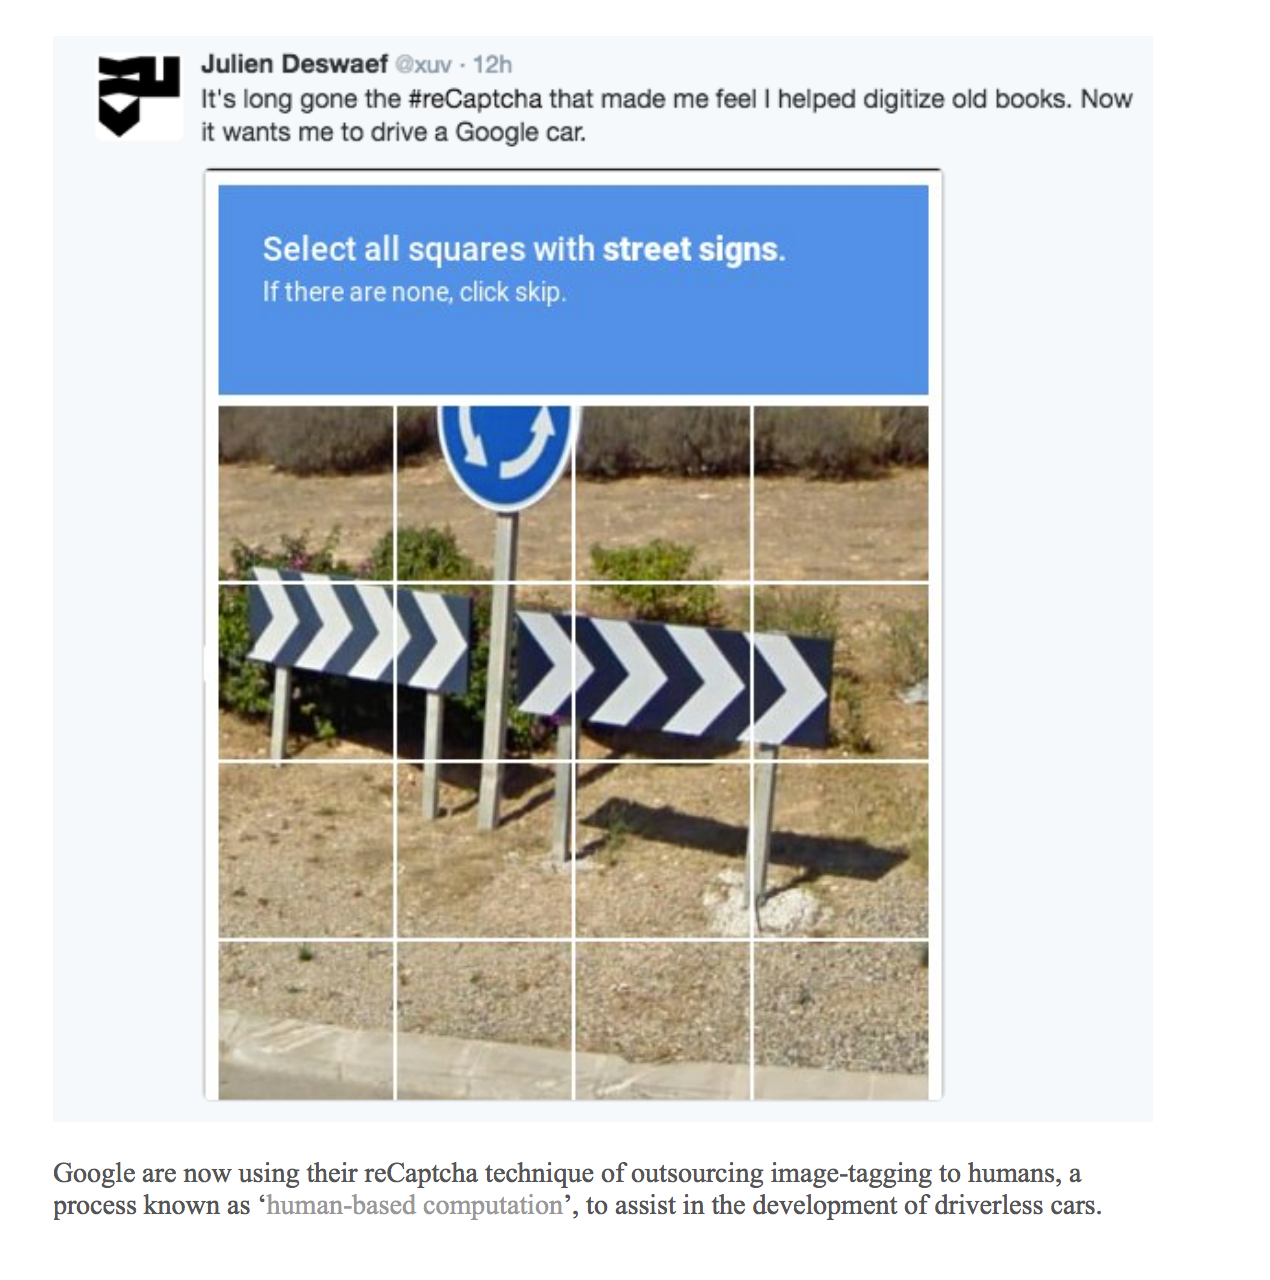 Julien Deswaef @xuv · 12h
It's long gone the #reCaptcha that made me feel I helped digitize old books. Now
it wants me to drive a Google car.
Select all squares with street signs.
If there are none, click skip.
Google are now using their reCaptcha technique of outsourcing image-tagging to humans, a
process known as ‘human-based computation’, to assist in the development of driverless cars.